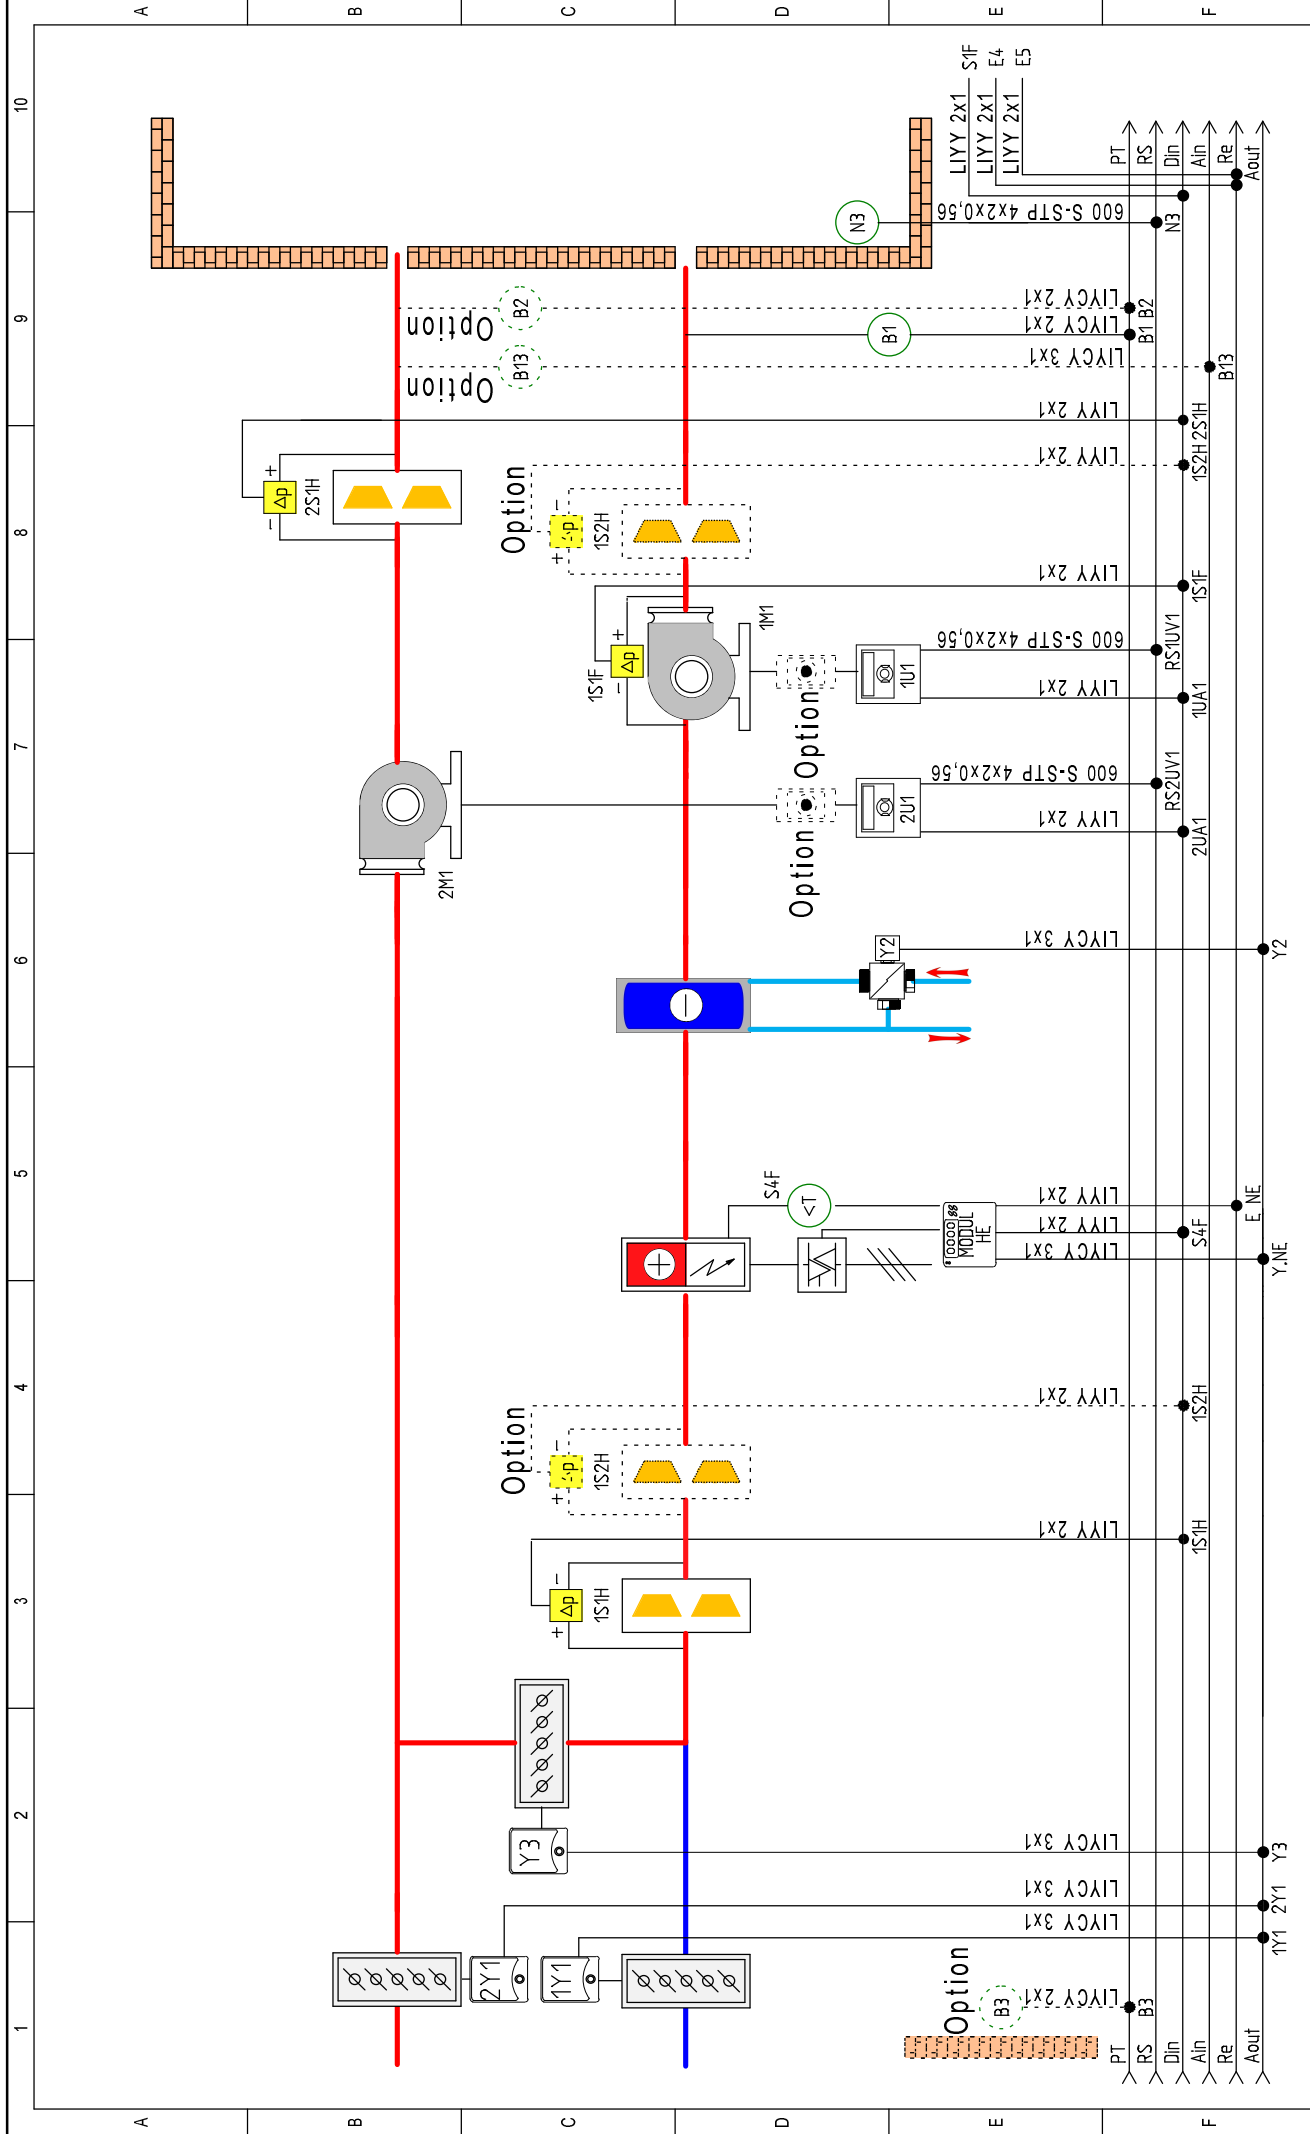 A
B
C
D
E
F
1
2
3
4
5
6
7
8
9
10
A
B
C
D
E
F
2Y1
1Y1
Y3
Δp
+
-
2S1H
2M1
Option
B2
Option
B13
Option
+
-
1S2H
Δp
+
-
1S1F
1M1
Δp
+
-
1S1H
Option
+
-
1S2H
S4F
<T
MODUL
HE
0000
88
Y2
Option
Option
2U1
1U1
B1
N3
Option
B3
LIYCY 2x1
LIYCY 3x1
LIYCY 3x1
LIYCY 3x1
LIYY 2x1
LIYY 2x1
LIYCY 3x1
LIYY 2x1
LIYY 2x1
LIYCY 3x1
LIYY 2x1
600 S-STP 4x2x0,56
LIYY 2x1
600 S-STP 4x2x0,56
LIYY 2x1
LIYY 2x1
LIYY 2x1
LIYCY 3x1
LIYCY 2x1
LIYCY 2x1
600 S-STP 4x2x0,56
LIYY 2x1
S1F
LIYY 2x1
E4
LIYY 2x1
E5
PT
RS
Din
Ain
Re
Aout
B3
1Y1
2Y1
Y3
1S1H
1S2H
Y.NE
S4F
E_NE
Y2
2UA1
RS2UV1
1UA1
RS1UV1
1S1F
1S2H
2S1H
B13
B1
B2
N3
PT
RS
Din
Ain
Re
Aout